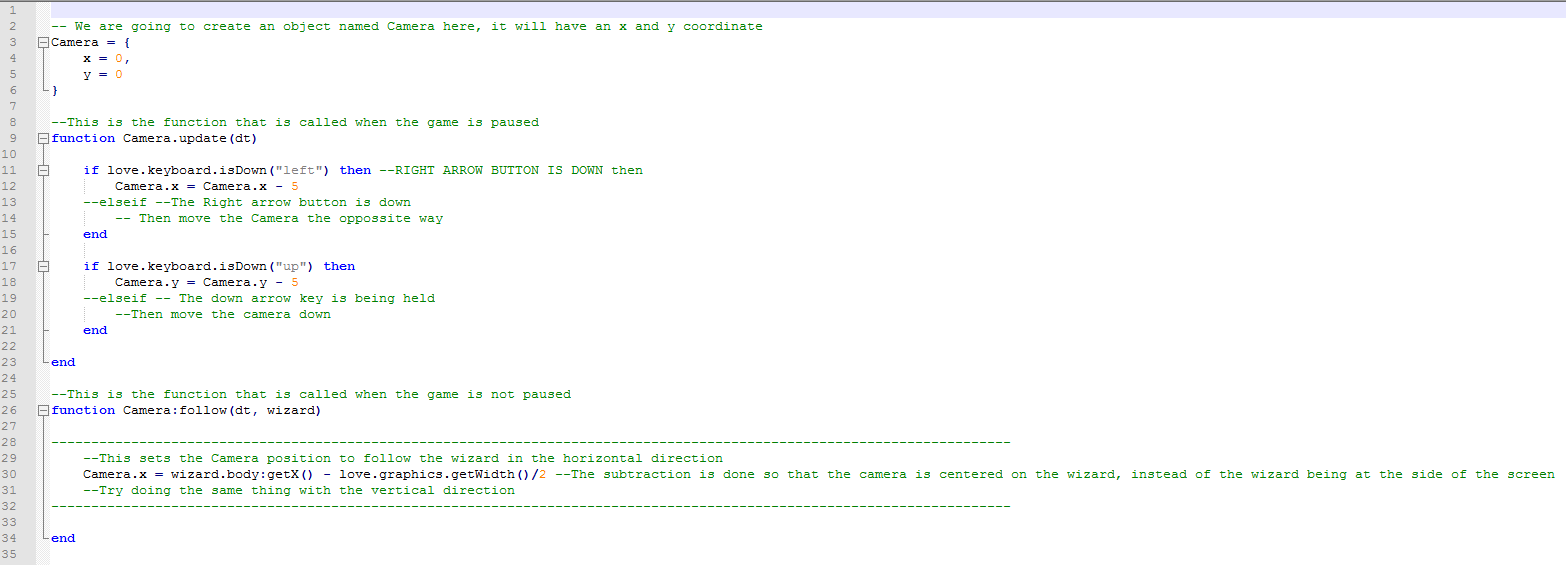 1
2 -- We are going to create an object named Camera here, it will have an x and y coordinate
3 Camera = {
4     x = 0,
5     y = 0
6 }
7
8 --This is the function that is called when the game is paused
9 function Camera.update(dt)
10
11     if love.keyboard.isDown("left") then --RIGHT ARROW BUTTON IS DOWN then
12         Camera.x = Camera.x - 5
13     --elseif --The Right arrow button is down
14         -- Then move the Camera the oppossite way
15     end
16
17     if love.keyboard.isDown("up") then
18         Camera.y = Camera.y - 5
19     --elseif -- The down arrow key is being held
20         --Then move the camera down
21     end
22
23 end
24
25 --This is the function that is called when the game is not paused
26 function Camera:follow(dt, wizard)
27
28 ------------------------------------------------------------------------------------------------------------------------
29     --This sets the Camera position to follow the wizard in the horizontal direction
30     Camera.x = wizard.body:getX() - love.graphics.getWidth()/2 --The subtraction is done so that the camera is centered on the wizard, instead of the wizard being at the side of the screen
31     --Try doing the same thing with the vertical direction
32 ------------------------------------------------------------------------------------------------------------------------
33
34 end
35